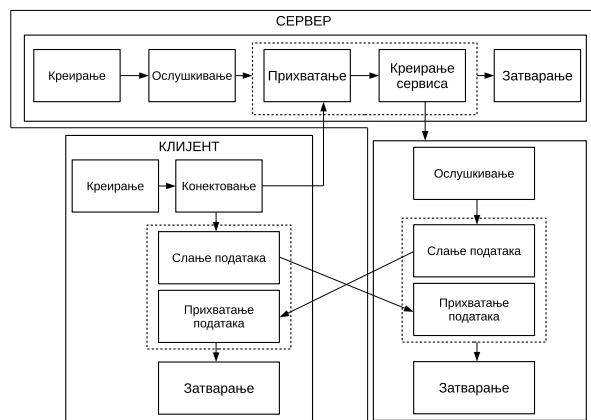 СЕРВЕР
Креирање
Ослушкивање
Прихватање
Креирање
сервиса
Затварање
КЛИЈЕНТ
Креирање
Конектовање
Слање података
Прихватање
података
Затварање
Ослушкивање
Слање података
Прихватање
података
Затварање